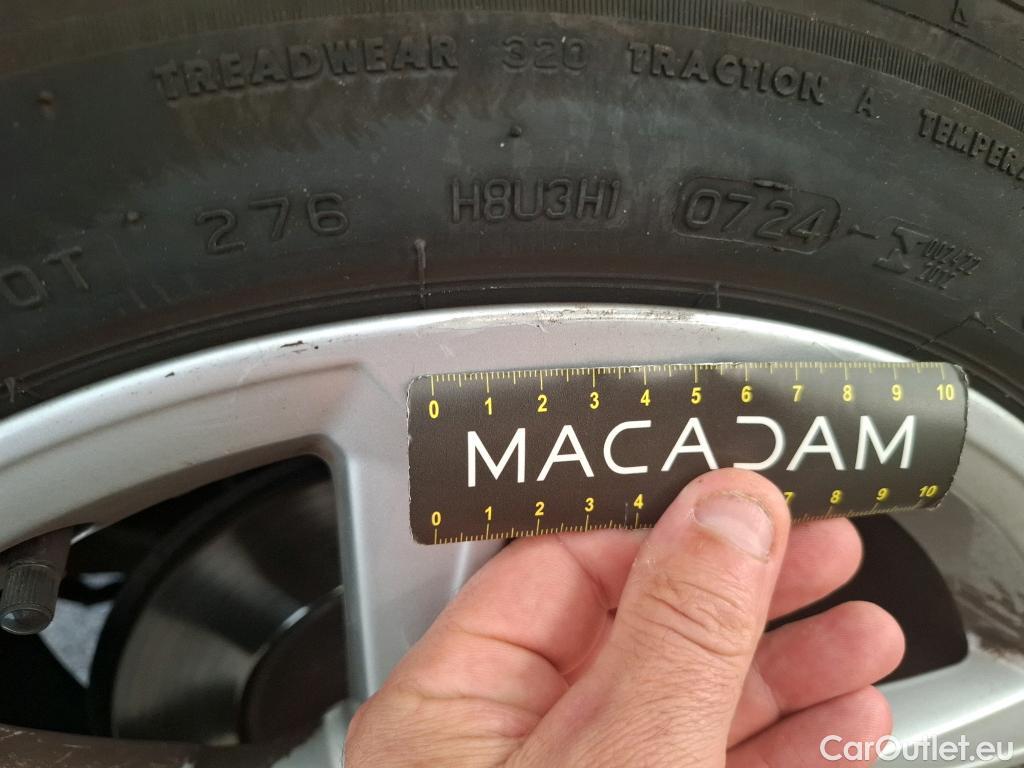 TREADWEAR 320 TRACTION A TEMPERA
OT 276 H8U3H1 0724
002422
0 1 2 3 4 5 6 7 8 9 10
MACADAM
0 1 2 3 4 7 8 9 10
CarOutlet.eu